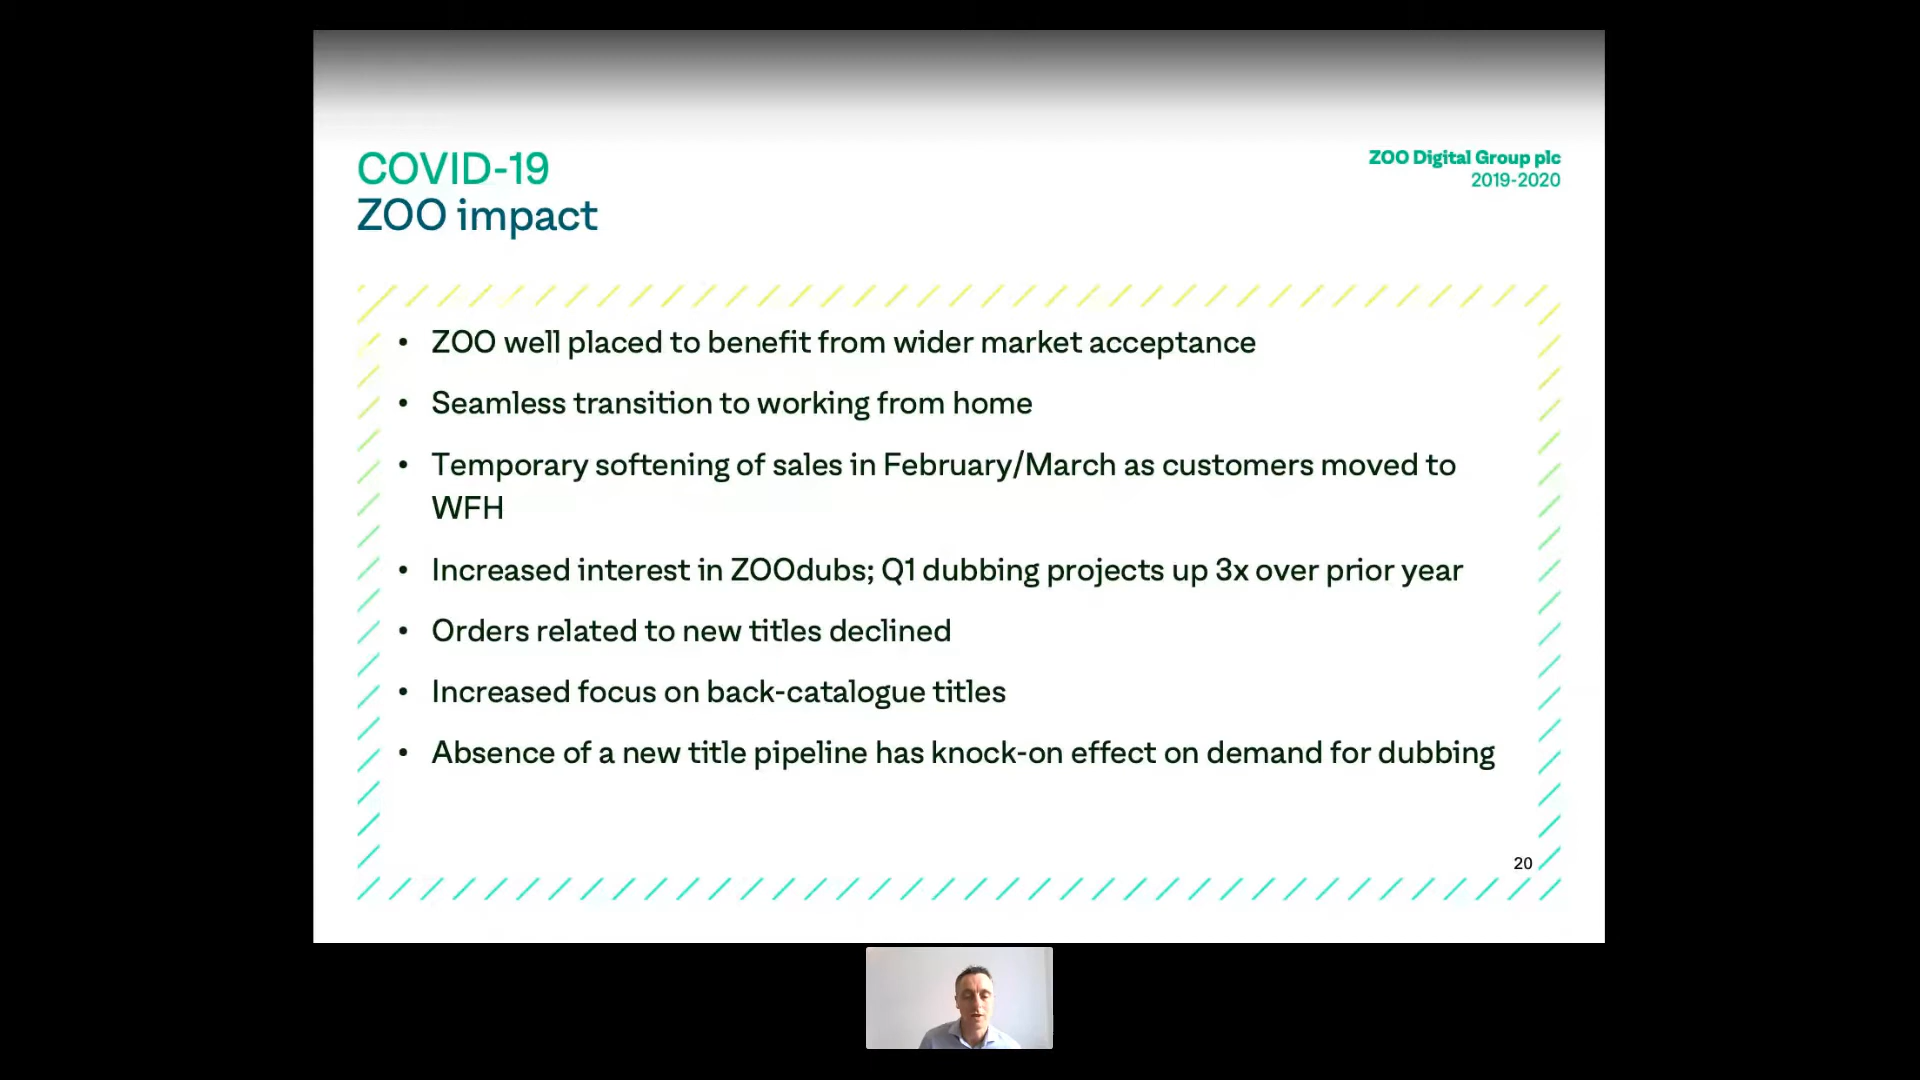 COVID-19
ZOO impact
ZOO Digital Group plc
2019-2020
• ZOO well placed to benefit from wider market acceptance
• Seamless transition to working from home
• Temporary softening of sales in February/March as customers moved to
WFH
• Increased interest in ZOOdubs; Q1 dubbing projects up 3x over prior year
• Orders related to new titles declined
• Increased focus on back-catalogue titles
• Absence of a new title pipeline has knock-on effect on demand for dubbing
20